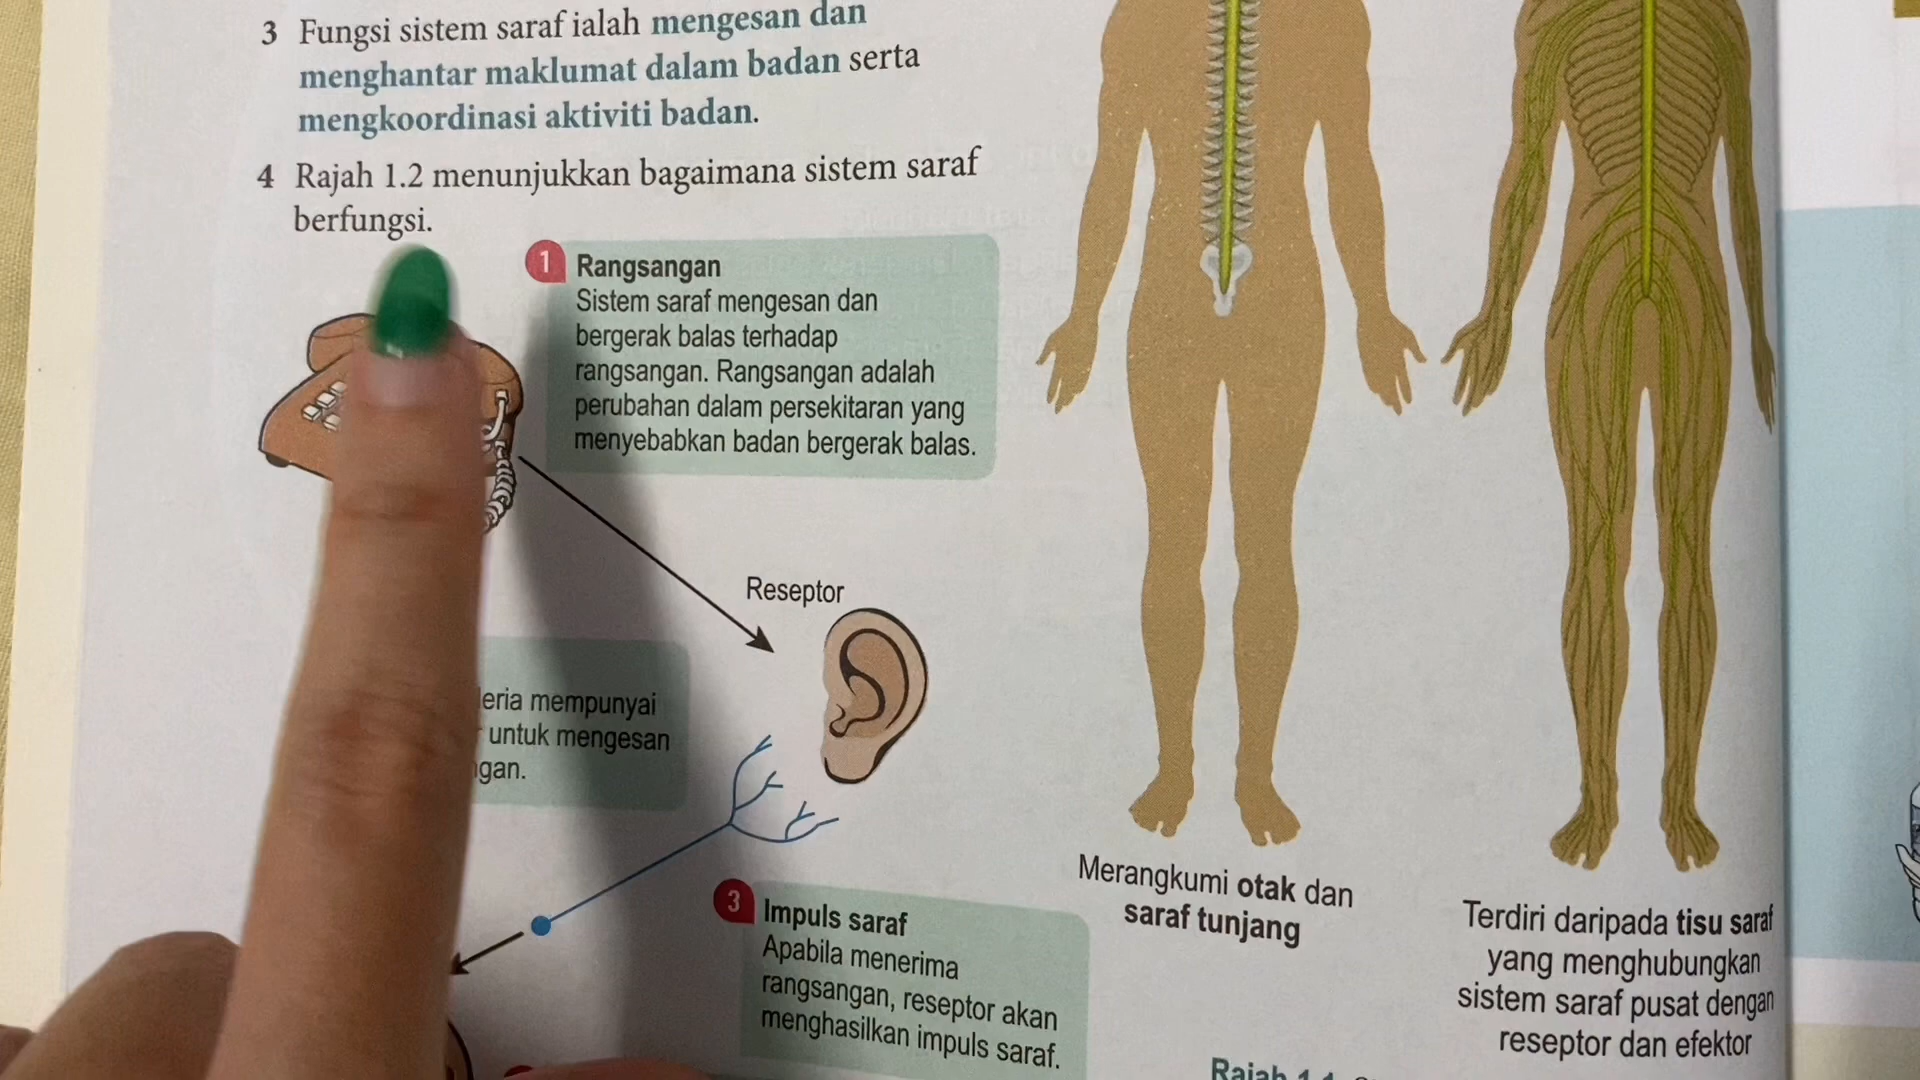 3 Fungsi sistem saraf ialah mengesan dan
menghantar maklumat dalam badan serta
mengkoordinasi aktiviti badan.
4 Rajah 1.2 menunjukkan bagaimana sistem saraf
berfungsi.
1 Rangsangan
Sistem saraf mengesan dan
bergerak balas terhadap
rangsangan. Rangsangan adalah
perubahan dalam persekitaran yang
menyebabkan badan bergerak balas.
Reseptor
mempunyai
untuk mengesan
3 Impuls saraf
Apabila menerima
rangsangan, reseptor akan
menghasilkan impuls saraf.
Merangkumi otak dan
saraf tunjang
Terdiri daripada tisu saraf
yang menghubungkan
sistem saraf pusat dengan
reseptor dan efektor
Rajah 1.1